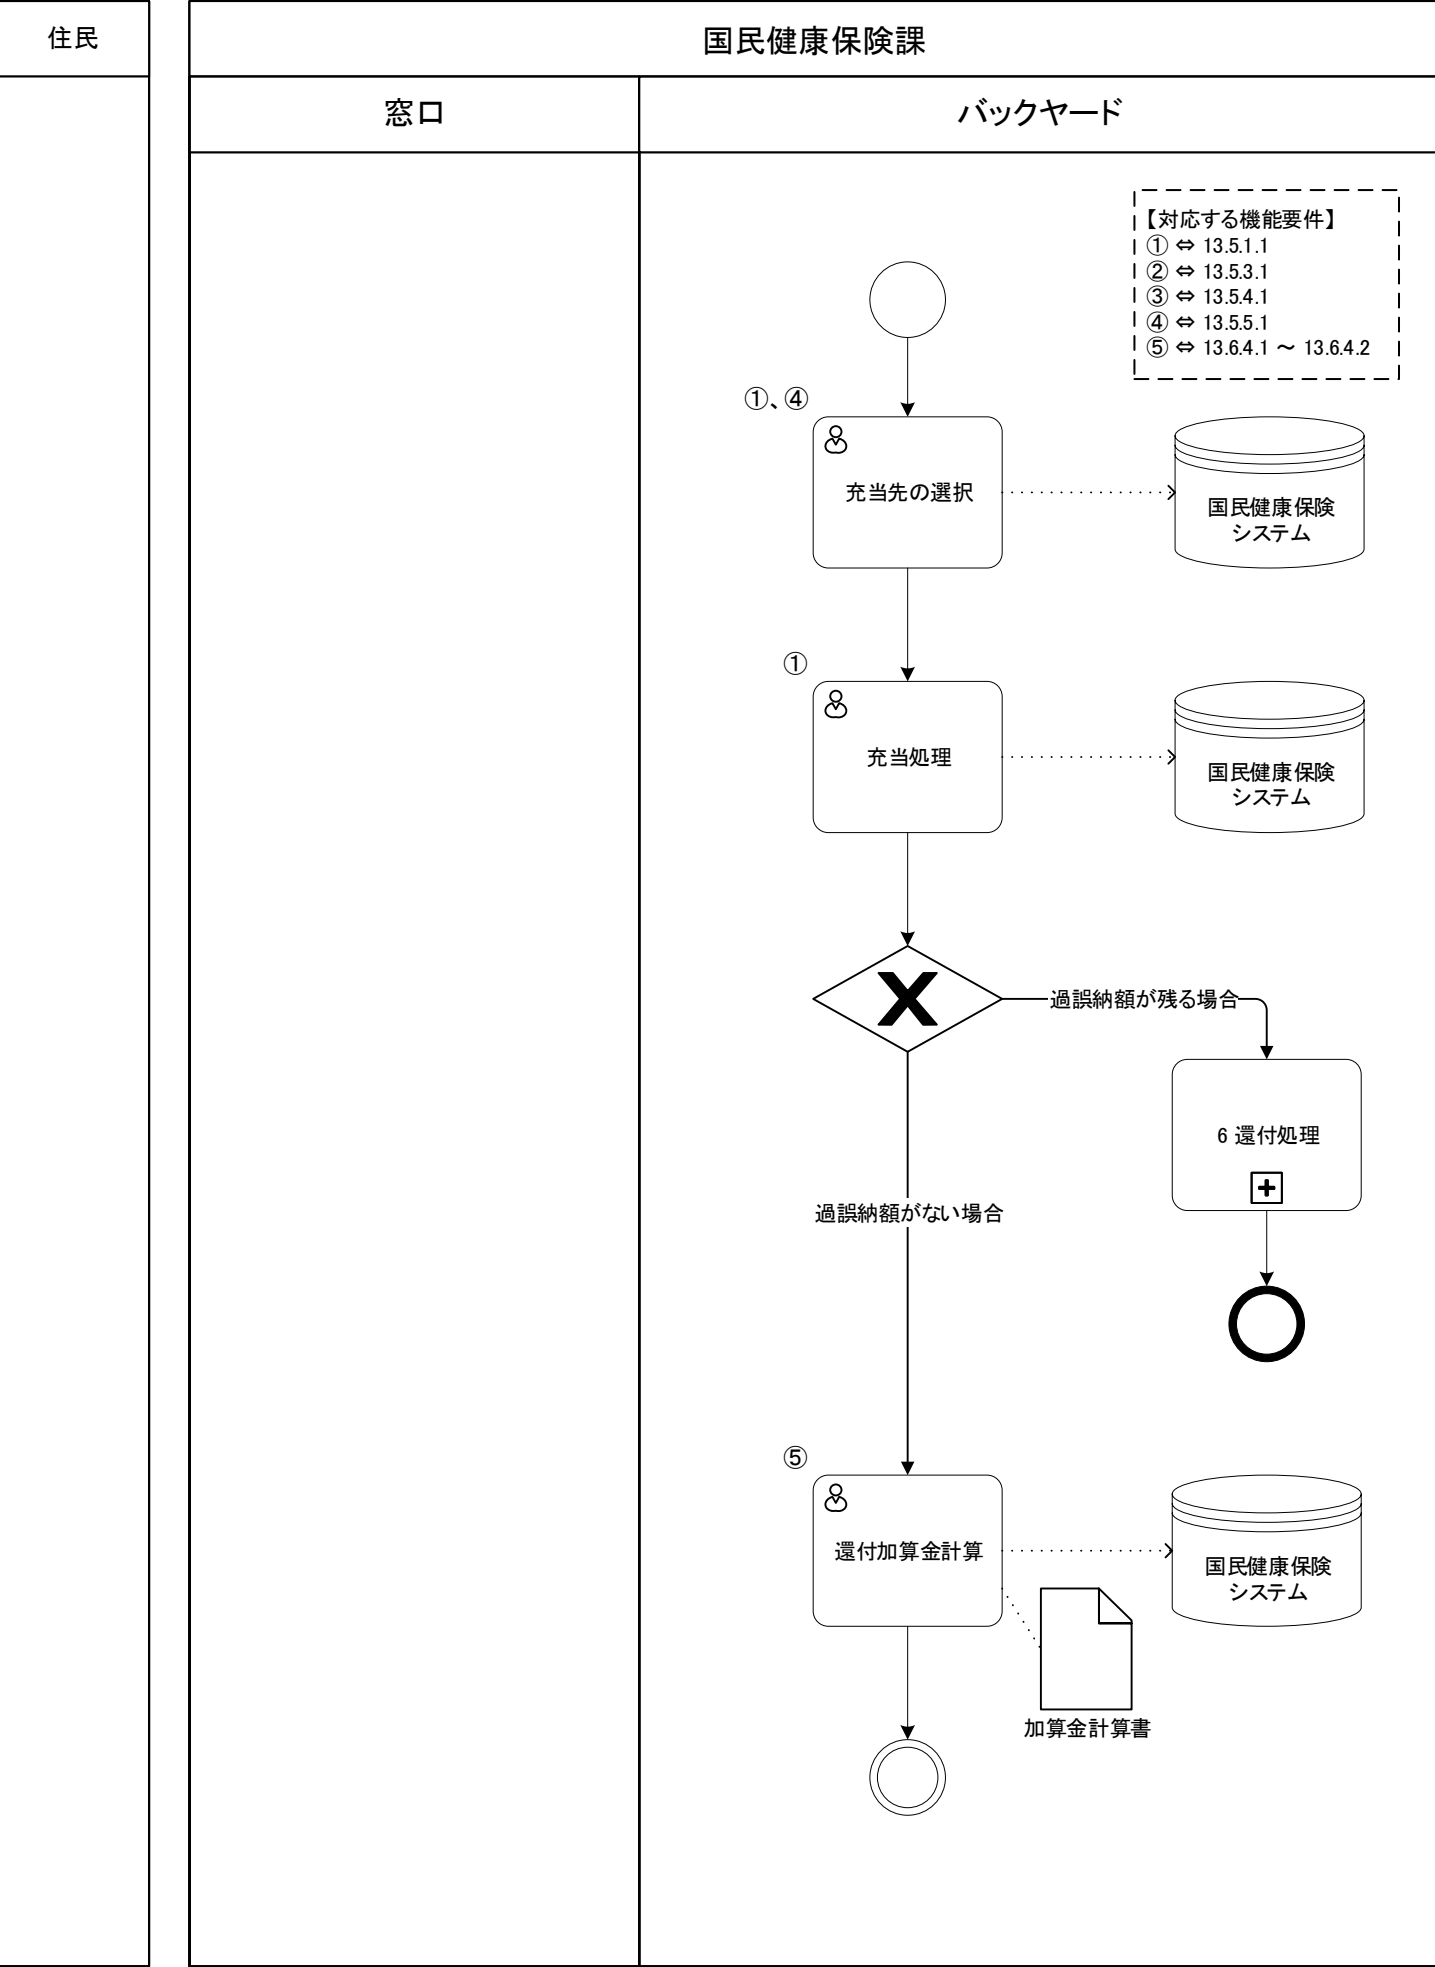 住民
国民健康保険課
窓口
バックヤード
【対応する機能要件】
① ⇔ 13.5.1.1
② ⇔ 13.5.3.1
③ ⇔ 13.5.4.1
④ ⇔ 13.5.5.1
⑤ ⇔ 13.6.4.1 ～ 13.6.4.2
①、④
充当先の選択
国民健康保険
システム
①
充当処理
国民健康保険
システム
過誤納額が残る場合
6 還付処理
過誤納額がない場合
⑤
還付加算金計算
国民健康保険
システム
加算金計算書